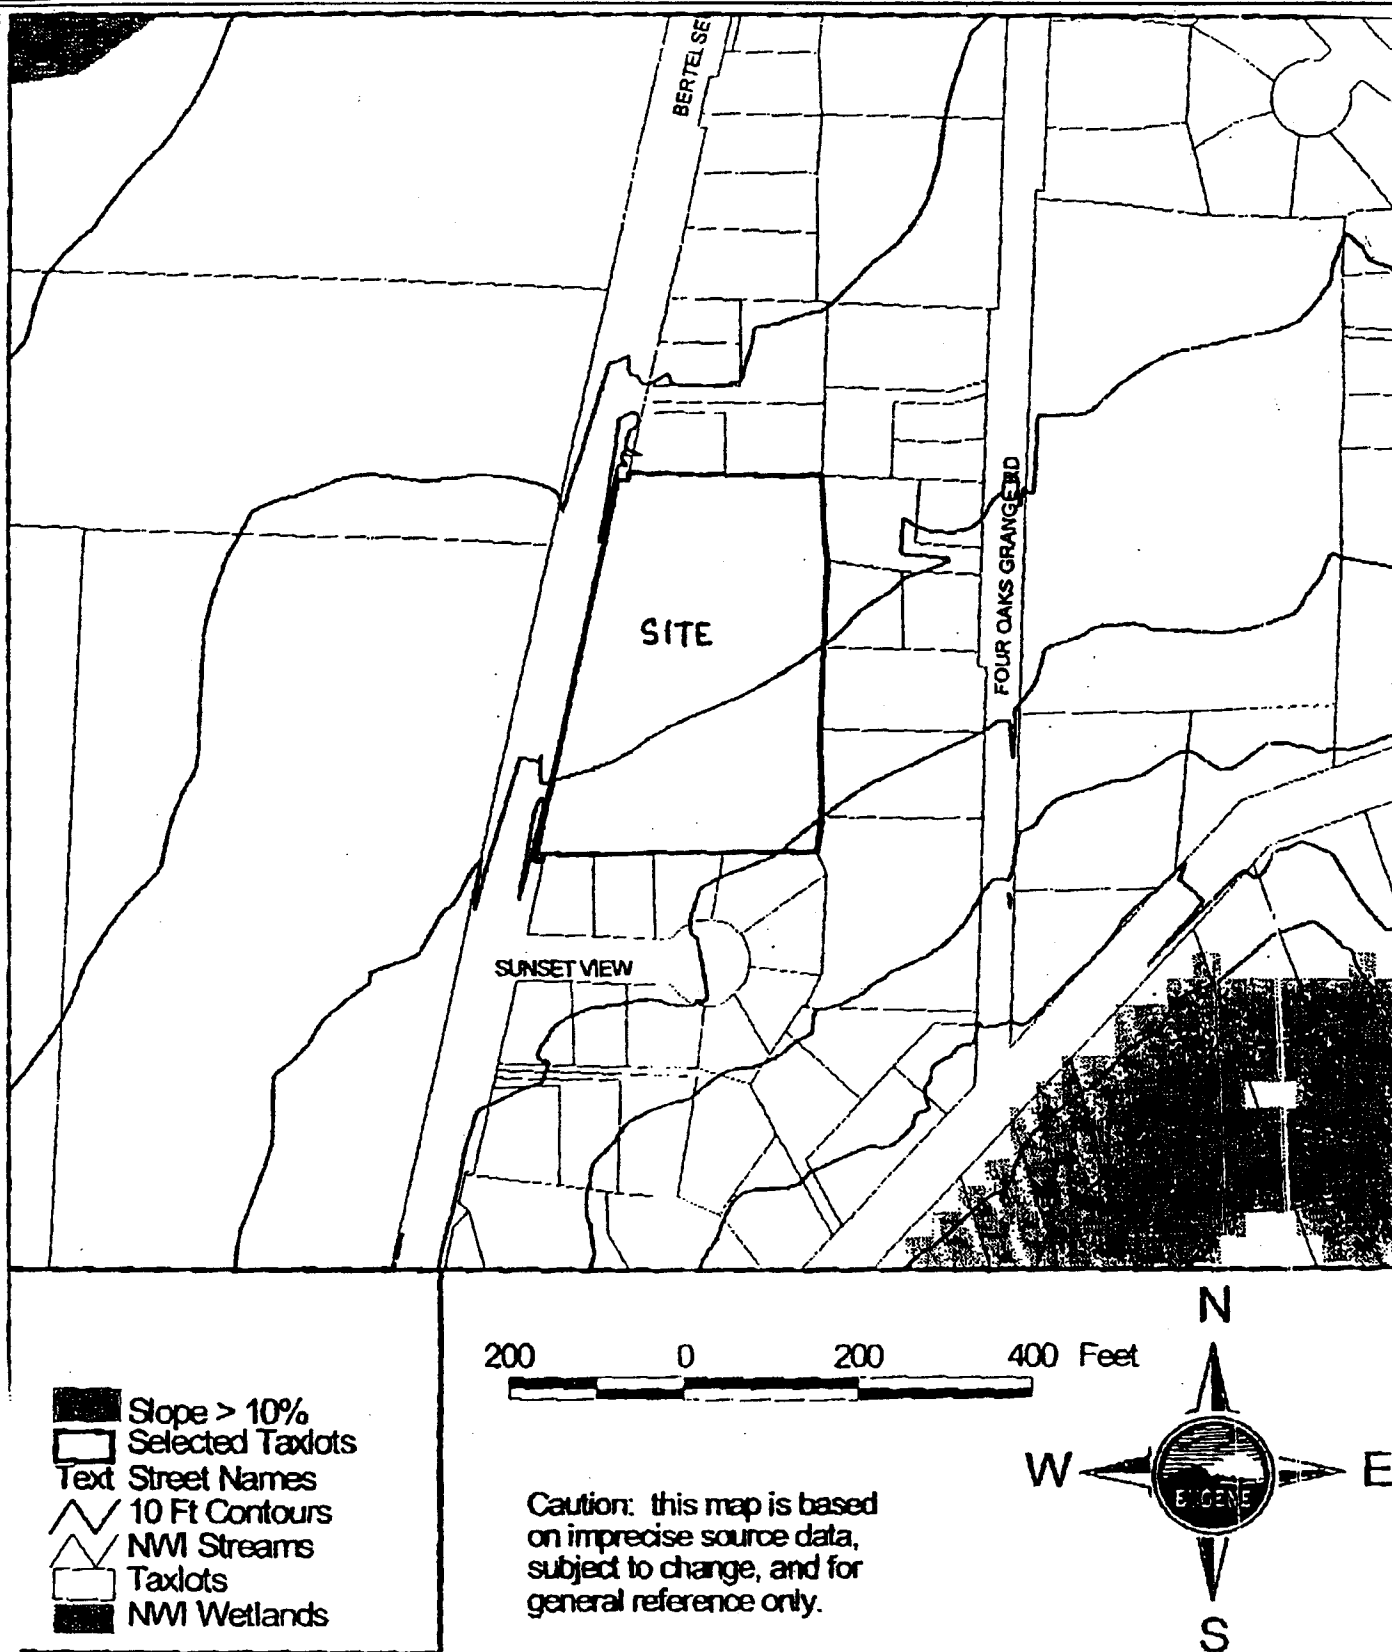 BERTELSE
FOUR OAKS GRANGE RD
SITE
SUNSET VIEW
200 0 200 400 Feet
N
W E
S
EUGENE
Slope > 10%
Selected Taxlots
Text Street Names
10 Ft Contours
NWI Streams
Taxlots
NWI Wetlands
Caution: this map is based
on imprecise source data,
subject to change, and for
general reference only.